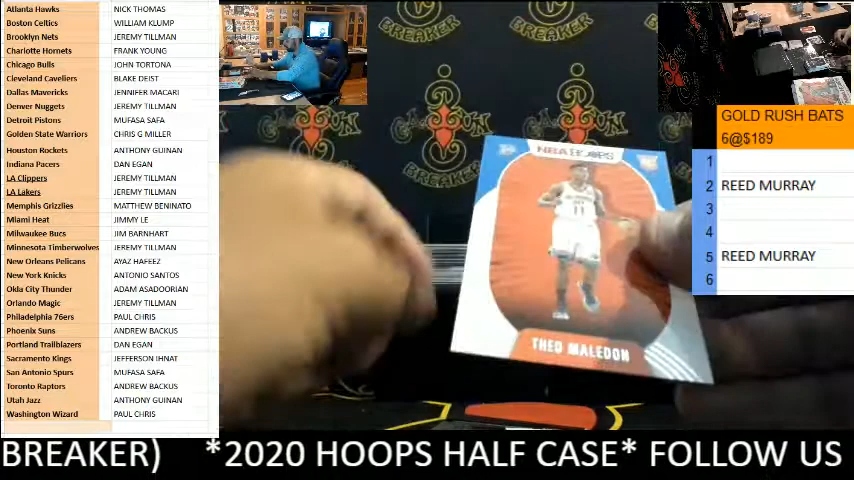 Atlanta Hawks NICK THOMAS
Boston Celtics WILLIAM KLUMP
Brooklyn Nets JEREMY TILLMAN
Charlotte Hornets FRANK YOUNG
Chicago Bulls JOHN TORTONA
Cleveland Cavaliers BLAKE DEIST
Dallas Mavericks JENNIFER MACARI
Denver Nuggets JEREMY TILLMAN
Detroit Pistons MUFASA SAFA
Golden State Warriors CHRIS G MILLER
Houston Rockets ANTHONY GUINAN
Indiana Pacers DAN EGAN
LA Clippers JEREMY TILLMAN
LA Lakers JEREMY TILLMAN
Memphis Grizzlies MATTHEW BENINATO
Miami Heat JIMMY LE
Milwaukee Bucs JIM BARNHART
Minnesota Timberwolves JEREMY TILLMAN
New Orleans Pelicans AYAZ HAFEEZ
New York Knicks ANTONIO SANTOS
Okla City Thunder ADAM ASADOORIAN
Orlando Magic JEREMY TILLMAN
Philadelphia 76ers PAUL CHRIS
Phoenix Suns ANDREW BACKUS
Portland Trailblazers DAN EGAN
Sacramento Kings JEFFERSON IHNAT
San Antonio Spurs MUFASA SAFA
Toronto Raptors ANDREW BACKUS
Utah Jazz ANTHONY GUINAN
Washington Wizard PAUL CHRIS
BREAKER
BREAKER
BREAKER
NBA HOOPS
11
THEO MALEDON
GOLD RUSH BATS
6@$189
1
2 REED MURRAY
3
4
5 REED MURRAY
6
BREAKER) *2020 HOOPS HALF CASE* FOLLOW US